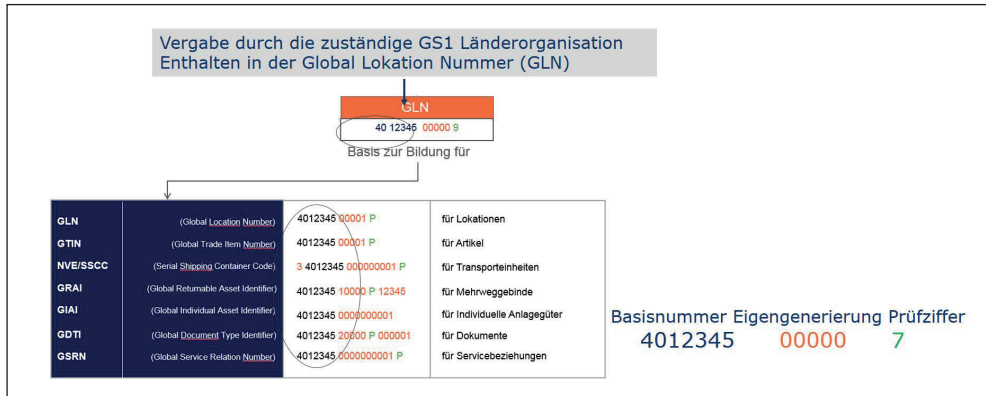 Vergabe durch die zuständige GS1 Länderorganisation
Enthalten in der Global Lokation Nummer (GLN)
GLN
40 12345 00000 9
Basis zur Bildung für
GLN (Global Location Number) 4012345 00001 P für Lokationen
GTIN (Global Trade Item Number) 4012345 00001 P für Artikel
NVE/SSCC (Serial Shipping Container Code) 3 4012345 000000001 P für Transporteinheiten
GRAI (Global Returnable Asset Identifier) 4012345 10000 P 12345 für Mehrweggebinde
GIAI (Global Individual Asset Identifier) 4012345 0000000001 für Individuelle Anlagegüter
GDTI (Global Document Type Identifier) 4012345 20000 P 000001 für Dokumente
GSRN (Global Service Relation Number) 4012345 0000000001 P für Servicebeziehungen
Basisnummer Eigengenerierung Prüfziffer
4012345 00000 7